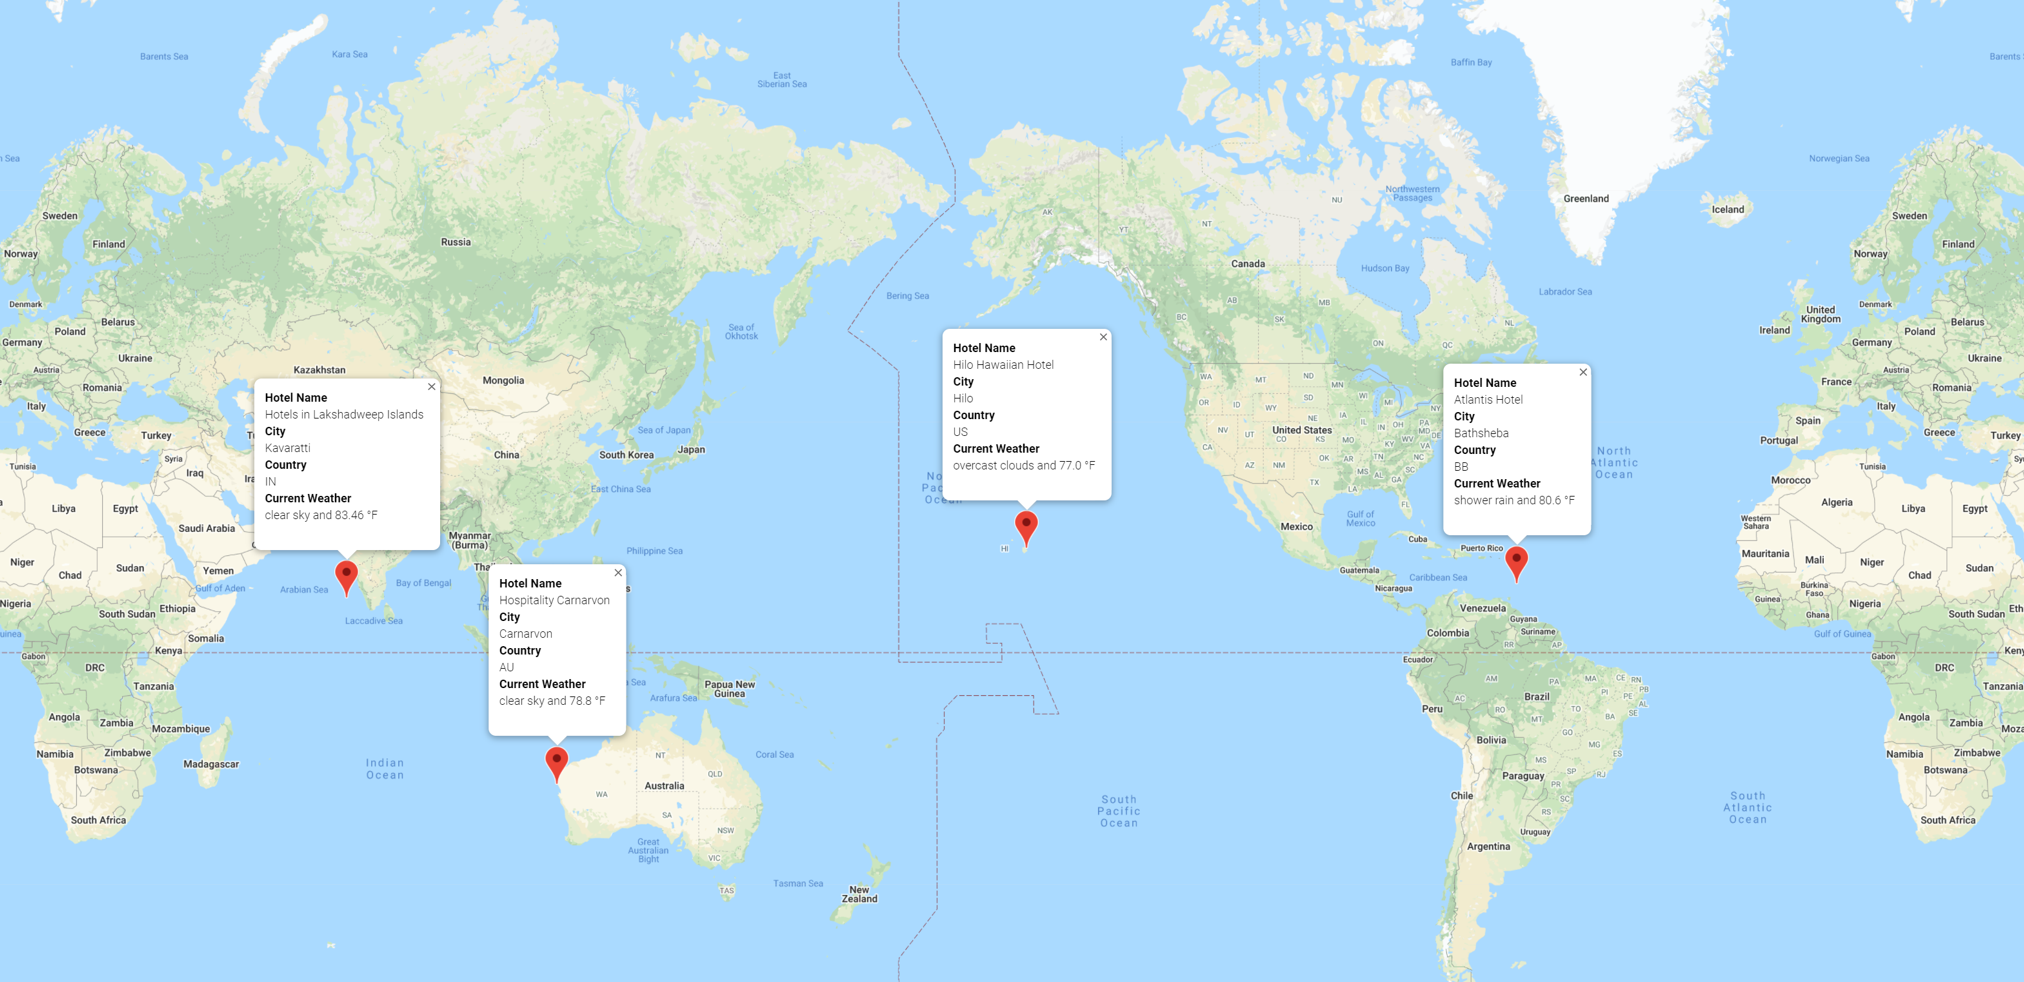 Hotel Name
Hotels in Lakshadweep Islands
City
Kavaratti
Country
IN
Current Weather
clear sky and 83.46 °F
Hotel Name
Hospitality Carnarvon
City
Carnarvon
Country
AU
Current Weather
clear sky and 78.8 °F
Hotel Name
Hilo Hawaiian Hotel
City
Hilo
Country
US
Current Weather
overcast clouds and 77.0 °F
Hotel Name
Atlantis Hotel
City
Bathsheba
Country
BB
Current Weather
shower rain and 80.6 °F
Barents Sea
Kara Sea
East
Siberian Sea
Baffin Bay
Norwegian Sea
Greenland
Iceland
Sweden
Finland
Norway
Russia
Denmark
Poland
Belarus
Germany
Ukraine
Austria
Romania
Italy
Greece
Turkey
Kazakhstan
Mongolia
China
Sea of
Okhotsk
Bering Sea
Sea of Japan
South Korea
Japan
East China Sea
Philippine Sea
Tunisia
Syria
Iraq
Libya
Egypt
Saudi Arabia
Niger
Chad
Sudan
Yemen
Gulf of Aden
Arabian Sea
Bay of Bengal
Laccadive Sea
Myanmar
(Burma)
Nigeria
South Sudan
Ethiopia
Somalia
Kenya
Gabon
DRC
Tanzania
Angola
Zambia
Mozambique
Namibia
Zimbabwe
Botswana
Madagascar
South Africa
Indian
Ocean
Papua New
Guinea
Arafura Sea
Coral Sea
Australia
NT
QLD
WA
SA
NSW
VIC
TAS
Great
Australian
Bight
Tasman Sea
New
Zealand
HI
South
Pacific
Ocean
AK
YT
NT
NU
Northwestern
Passages
Canada
Hudson Bay
Labrador Sea
BC
AB
SK
MB
ON
QC
NL
WA
MT
ND
MN
OR
ID
WY
SD
WI
MI
NV
UT
CO
United States
CA
AZ
NM
TX
Gulf of
Mexico
Mexico
Cuba
Puerto Rico
Caribbean Sea
Guatemala
Nicaragua
Venezuela
Guyana
Suriname
Colombia
Ecuador
Peru
Brazil
Bolivia
Paraguay
Chile
Uruguay
Argentina
North
Atlantic
Ocean
South
Atlantic
Ocean
United
Kingdom
Ireland
Norway
Sweden
Finland
Denmark
Poland
Belarus
Germany
Ukraine
France
Austria
Romania
Italy
Spain
Portugal
Greece
Turkey
Tunisia
Morocco
Algeria
Libya
Egypt
Western
Sahara
Mauritania
Mali
Niger
Chad
Sudan
Burkina
Faso
Guinea
Ghana
Nigeria
South Sudan
Gulf of Guinea
Gabon
DRC
Tanzania
Angola
Zambia
Namibia
Zimbabwe
Botswana
South Africa